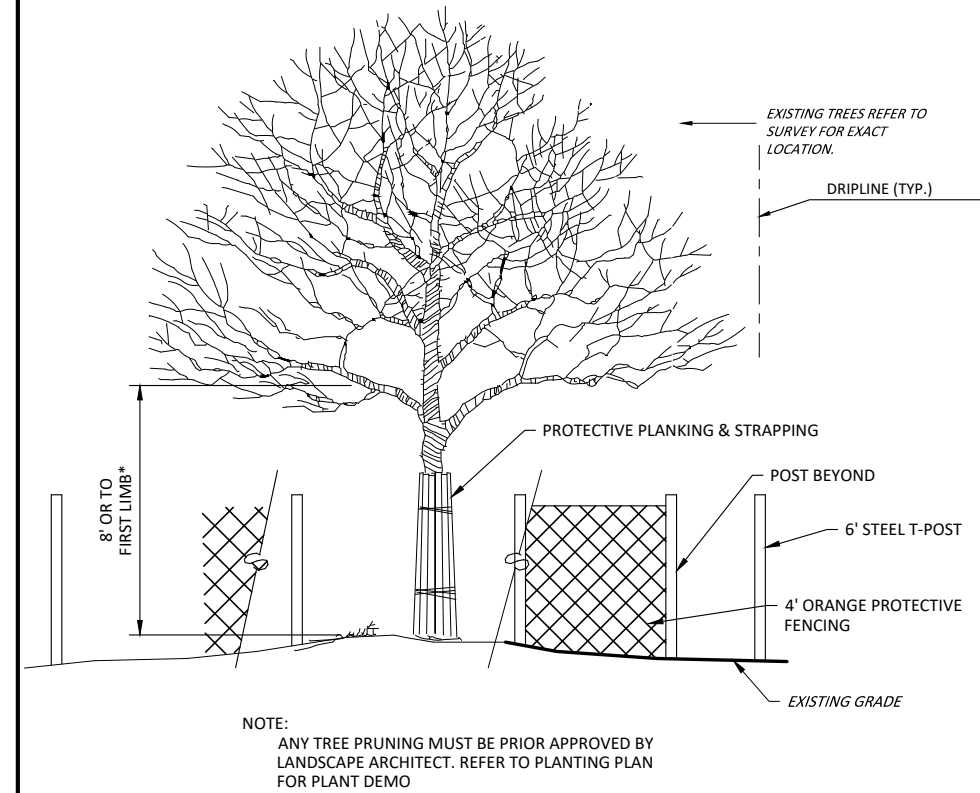 EXISTING TREES REFER TO
SURVEY FOR EXACT
LOCATION.
DRIPLINE (TYP.)
PROTECTIVE PLANKING & STRAPPING
POST BEYOND
8' OR TO
FIRST LIMB*
6' STEEL T-POST
4' ORANGE PROTECTIVE
FENCING
EXISTING GRADE
NOTE:
ANY TREE PRUNING MUST BE PRIOR APPROVED BY
LANDSCAPE ARCHITECT. REFER TO PLANTING PLAN
FOR PLANT DEMO